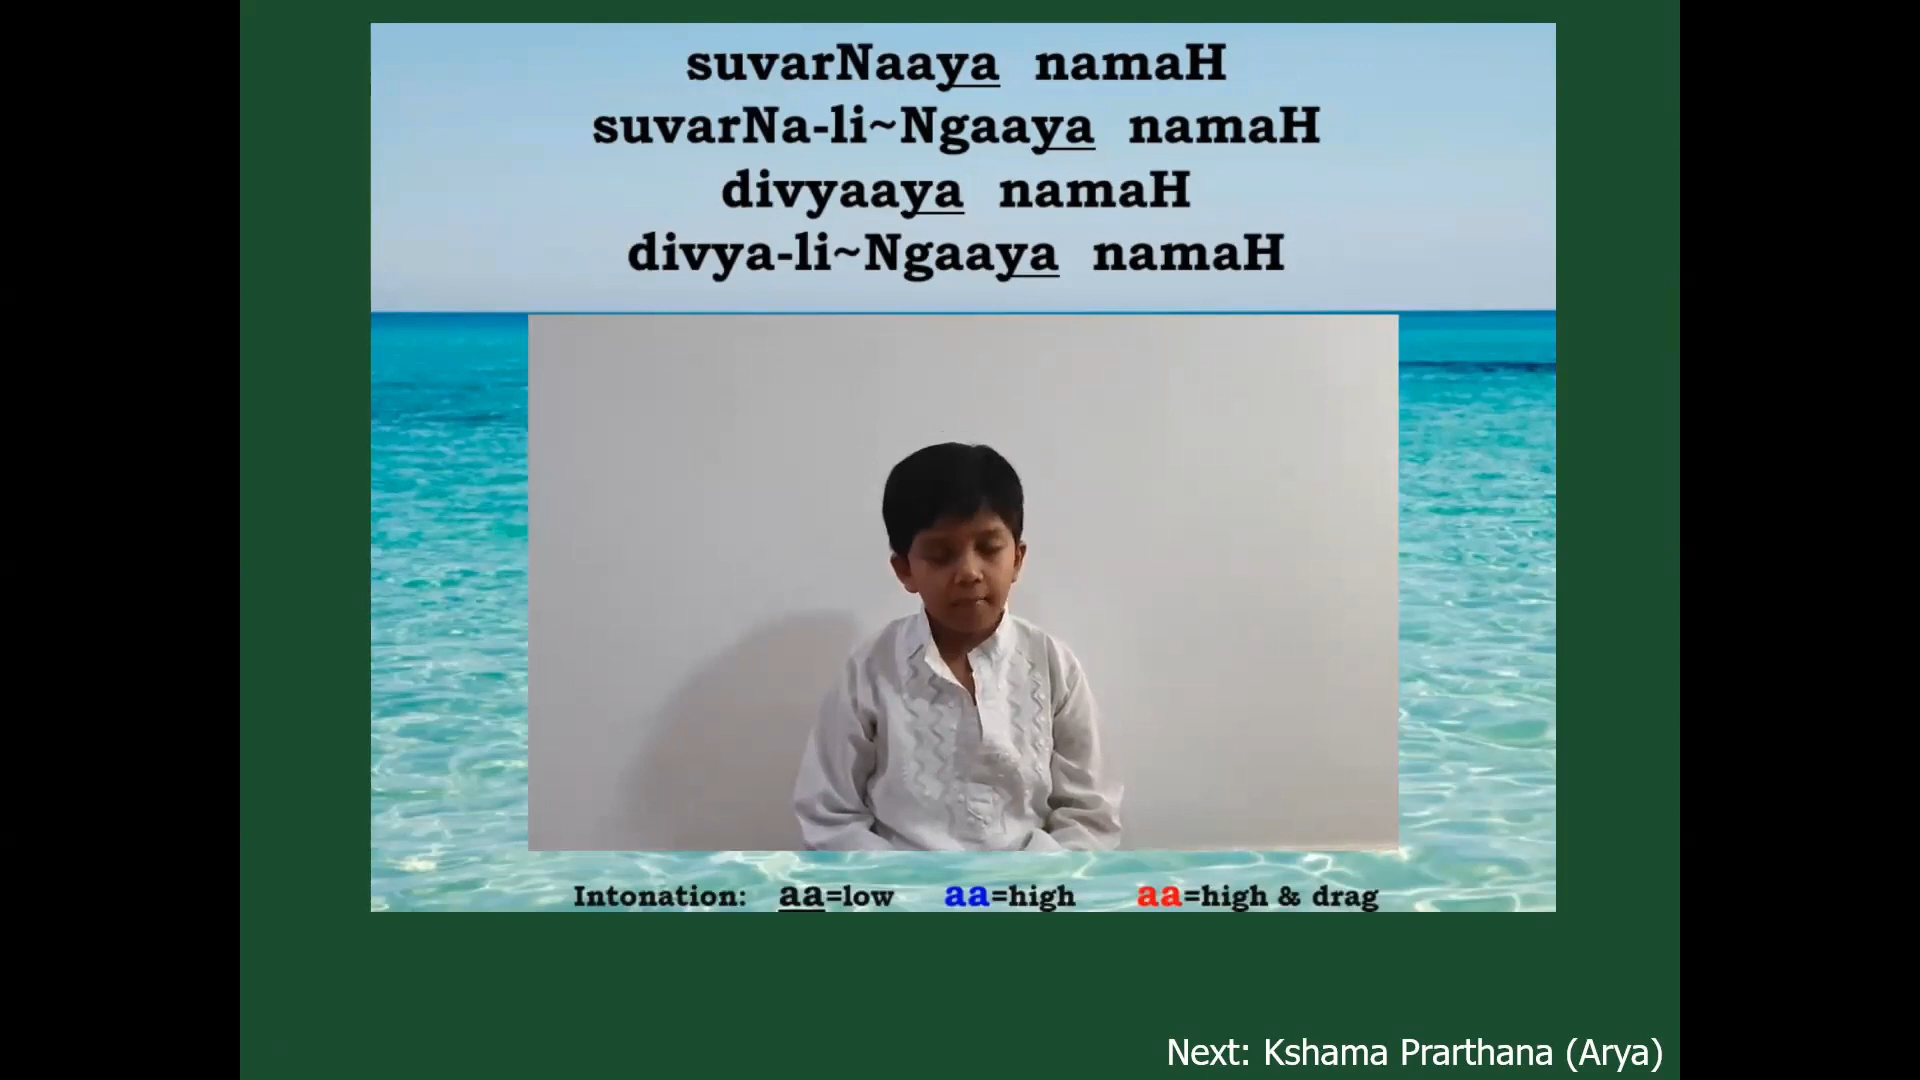 suvarNaaya namaH
suvarNa-li~Ngaaya namaH
divyaaya namaH
divya-li~Ngaaya namaH
Intonation: aa=low aa=high aa=high & drag
Next: Kshama Prarthana (Arya)